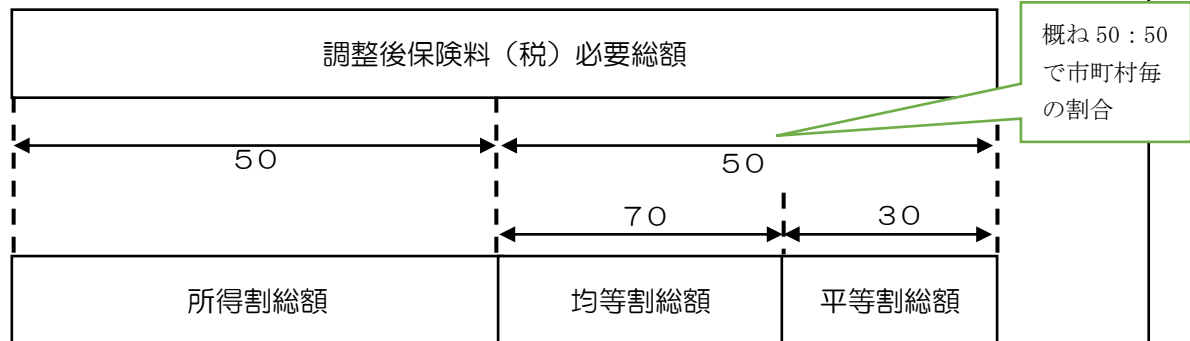 調整後保険料（税）必要総額
概ね 50：50
で市町村毎
の割合
５０
５０
７０
３０
所得割総額
均等割総額
平等割総額